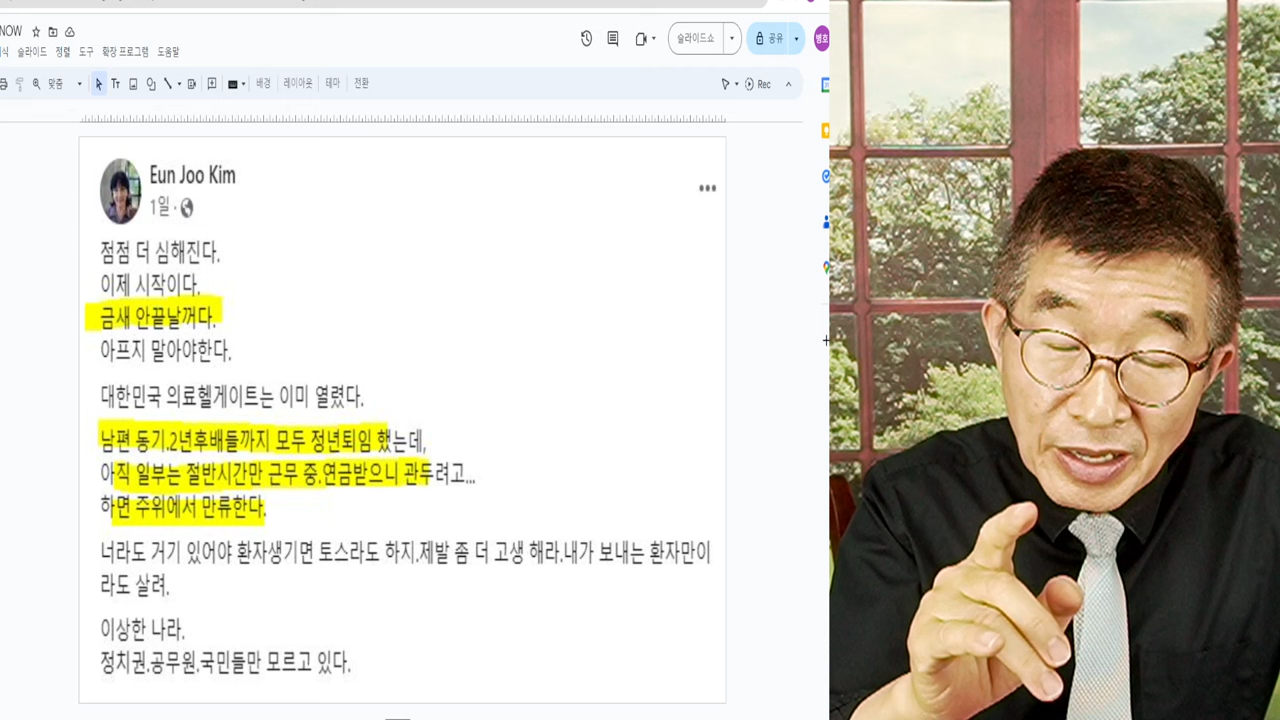 NOW
슬라이드 정렬 도구 확장 프로그램 도움말
슬라이드쇼
공유
병호
맞춤
배경 레이아웃 테마 전환
Rec
Eun Joo Kim
1일 ·
점점 더 심해진다.
이제 시작이다.
금새 안끝날꺼다.
아프지 말아야한다.
대한민국 의료헬게이트는 이미 열렸다.
남편 동기.2년후배들까지 모두 정년퇴임 했는데,
아직 일부는 절반시간만 근무 중.연금받으니 관두려고...
하면 주위에서 만류한다.
너라도 거기 있어야 환자생기면 토스라도 하지.제발 좀 더 고생 해라.내가 보내는 환자만이
라도 살려.
이상한 나라.
정치권.공무원.국민들만 모르고 있다.